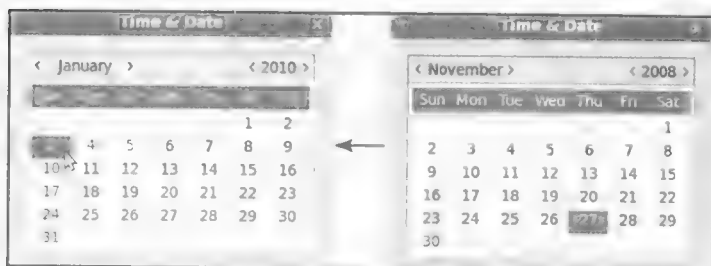 Time & Date
‹ January › ‹ 2010 ›
1 2
4 5 6 7 8 9
10 11 12 13 14 15 16
17 18 19 20 21 22 23
24 25 26 27 28 29 30
31
Time & Date
‹ November › ‹ 2008 ›
Sun Mon Tue Wed Thu Fri Sat
1
2 3 4 5 6 7 8
9 10 11 12 13 14 15
16 17 18 19 20 21 22
23 24 25 26 27 28 29
30